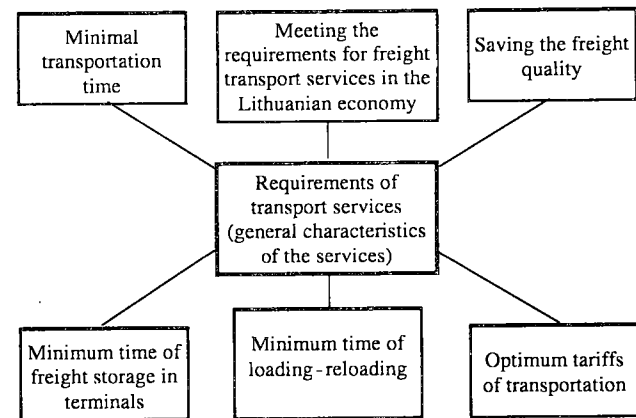 Minimal
transportation
time
Meeting the
requirements for freight
transport services in the
Lithuanian economy
Saving the freight
quality
Requirements of
transport services
(general characteristics
of the services)
Minimum time of
freight storage in
terminals
Minimum time of
loading-reloading
Optimum tariffs
of transportation